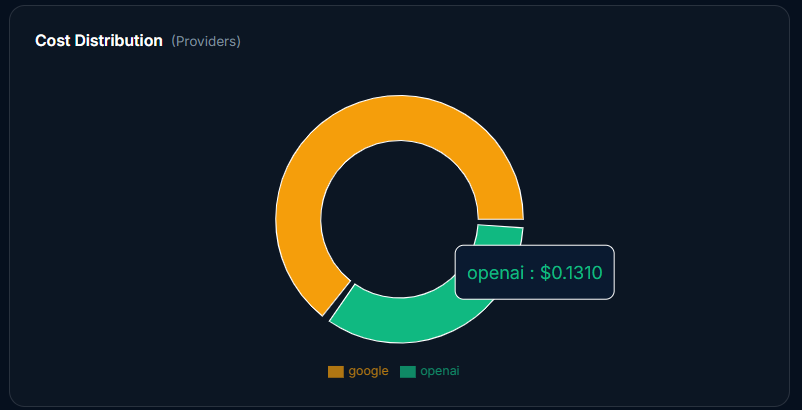 Cost Distribution (Providers)
openai : $0.1310
google openai